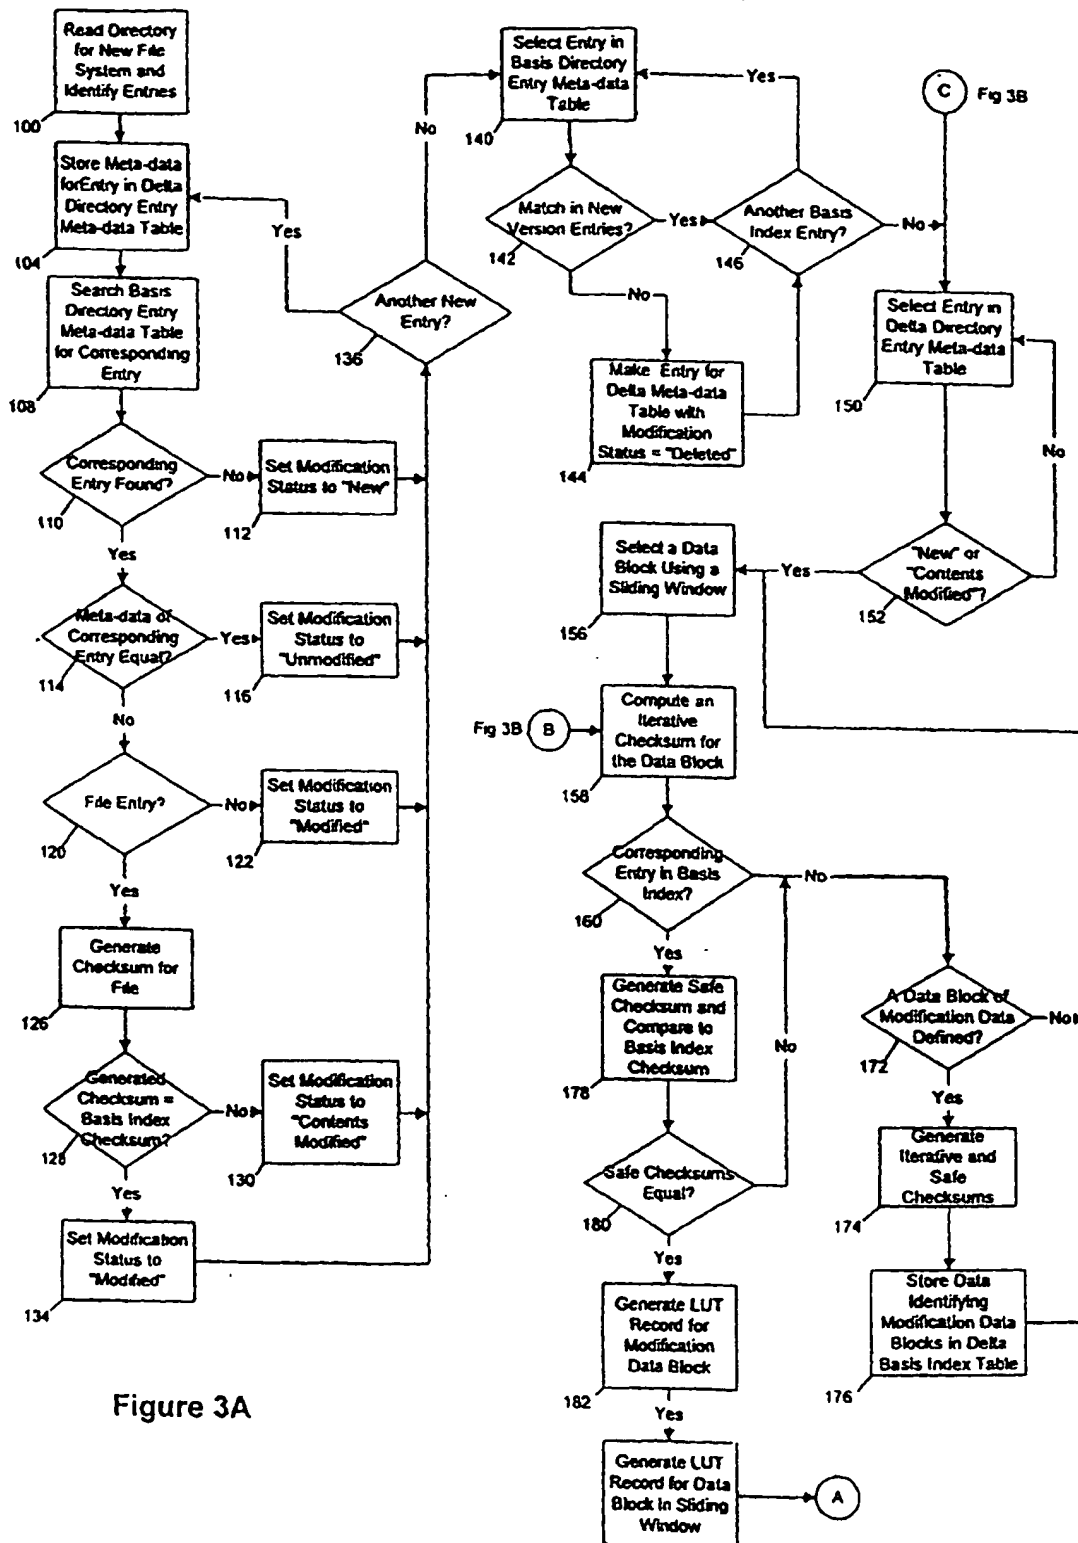 Read Directory
for New File
System and
Identify Entries
100
Store Meta-data
forEntry in Delta
Directory Entry
Meta-data Table
104
Search Basis
Directory Entry
Meta-data Table
for Corresponding
Entry
108
Corresponding
Entry Found?
110
No
Set Modification
Status to "New"
112
Yes
Meta-data of
Corresponding
Entry Equal?
114
Yes
Set Modification
Status to
"Unmodified"
116
No
File Entry?
120
No
Set Modification
Status to
"Modified"
122
Yes
Generate
Checksum for
File
126
Generated
Checksum =
Basis Index
Checksum?
128
No
Set Modification
Status to
"Contents
Modified"
130
Yes
Set Modification
Status to
"Modified"
134
Another New
Entry?
136
Yes
No
Select Entry in
Basis Directory
Entry Meta-data
Table
140
Match in New
Version Entries?
142
Yes
No
Make Entry for
Delta Meta-data
Table with
Modification
Status = "Deleted"
144
Another Basis
Index Entry?
146
Yes
No
C
Fig 3B
Select Entry in
Delta Directory
Entry Meta-data
Table
150
"New" or
"Contents
Modified"?
152
No
Yes
Select a Data
Block Using a
Sliding Window
156
Fig 3B
B
Compute an
Iterative
Checksum for
the Data Block
158
Corresponding
Entry in Basis
Index?
160
No
Yes
Generate Safe
Checksum and
Compare to
Basis Index
Checksum
178
No
Safe Checksums
Equal?
180
Yes
Generate LUT
Record for
Modification
Data Block
182
Yes
Generate LUT
Record for Data
Block In Sliding
Window
A
A Data Block of
Modification Data
Defined?
172
No
Yes
Generate
Iterative and
Safe
Checksums
174
Store Data
Identifying
Modification Data
Blocks in Delta
Basis Index Table
176
Figure 3A